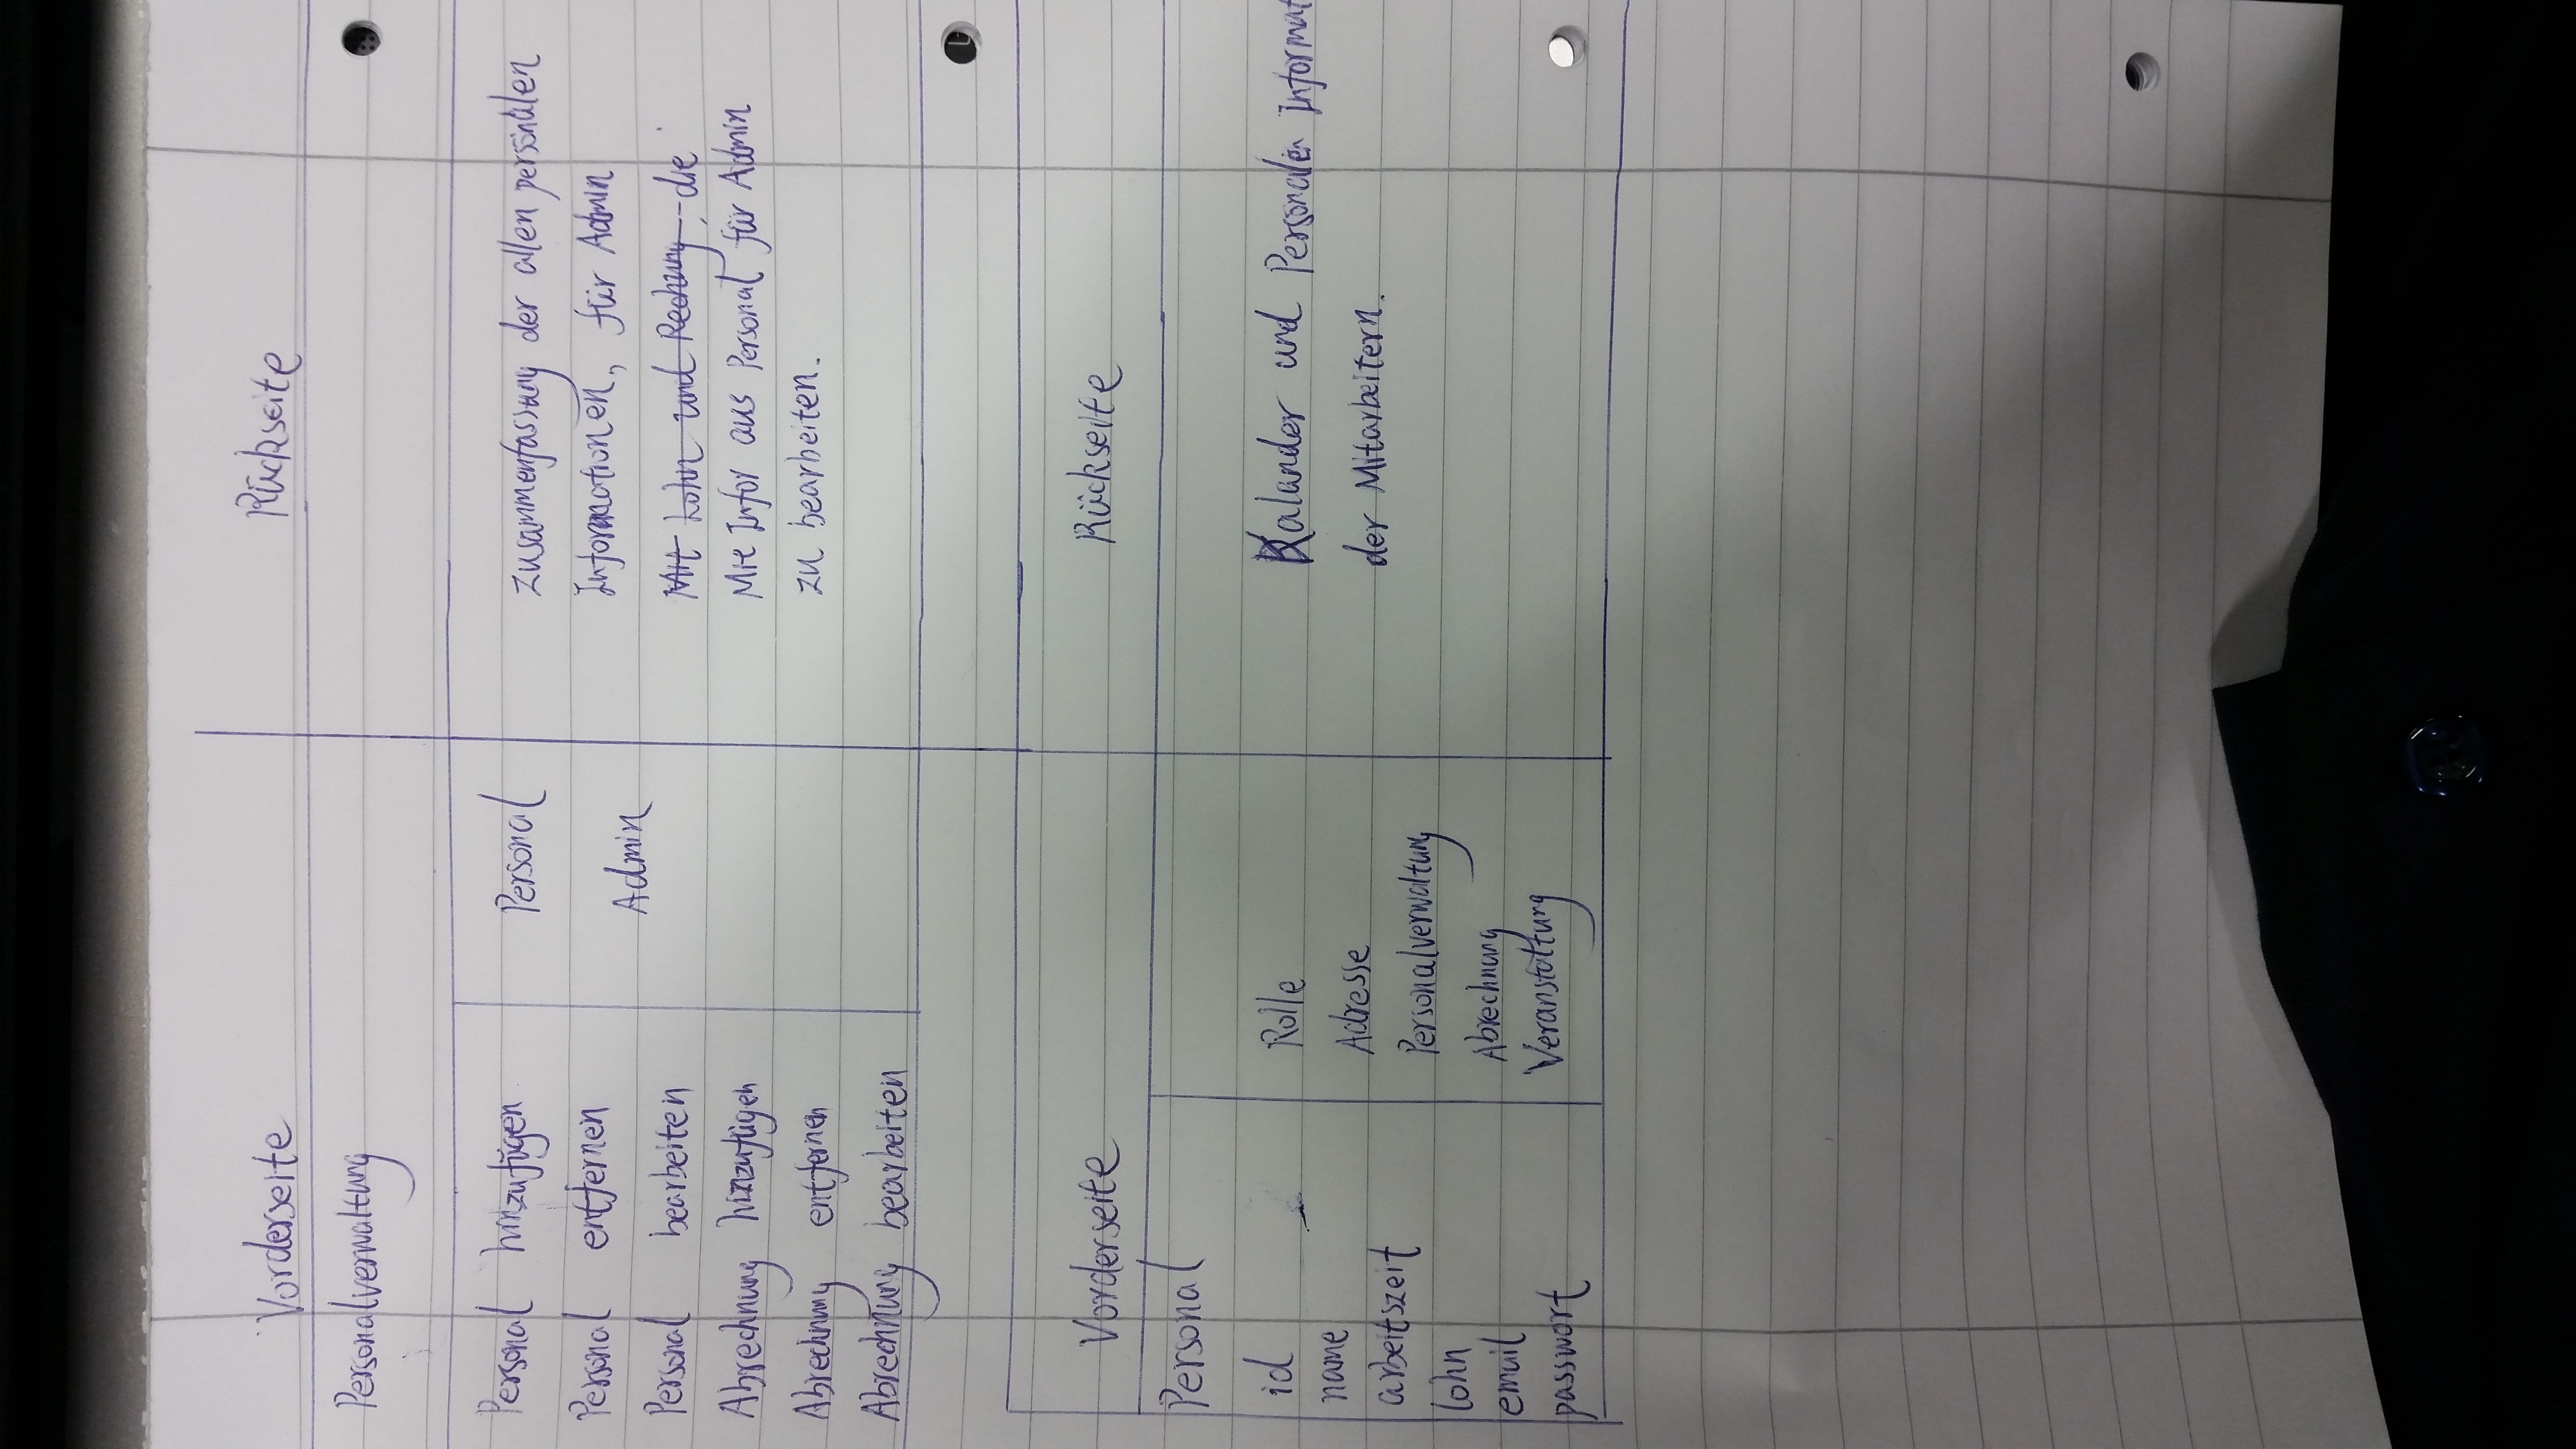 Vorderseite Rückseite
Personalverwaltung
Personal hinzufügen Personal zusammenfassung der allen personalen
Personal entfernen Admin Informationen, für Admin
Personal bearbeiten Mit Lohn und Rechung, die
Abrechnung hinzufügen Mit Infor aus Personal für Admin
Abrechnung entfernen zu bearbeiten.
Abrechnung bearbeiten
Vorderseite Rückseite
Personal
id Rolle Kalander und Personalen Informat
name Adresse der Mitarbeitern.
arbeitszeit Personalverwaltung
lohn Abrechnung
email Veranstaltung
passwort